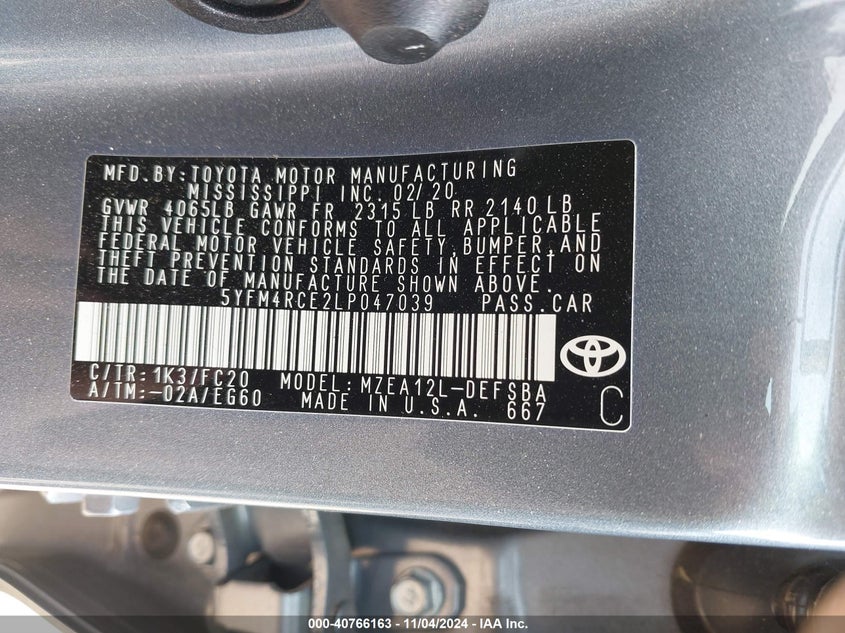 MFD.BY:TOYOTA MOTOR MANUFACTURING
MISSISSIPPI INC. 02/20
GVWR 4065LB GAWR FR 2315 LB RR 2140 LB
THIS VEHICLE CONFORMS TO ALL APPLICABLE
FEDERAL MOTOR VEHICLE SAFETY,BUMPER,AND
THEFT PREVENTION STANDARDS IN EFFECT ON
THE DATE OF MANUFACTURE SHOWN ABOVE.
5YFM4RCE2LP047039 PASS.CAR
C/TR:1K3/FC20 MODEL:MZEA12L-DEFSBA
A/TM:-02A/EG60 MADE IN U.S.A. 667
C
000-40766163 — 11/04/2024 — IAA Inc.